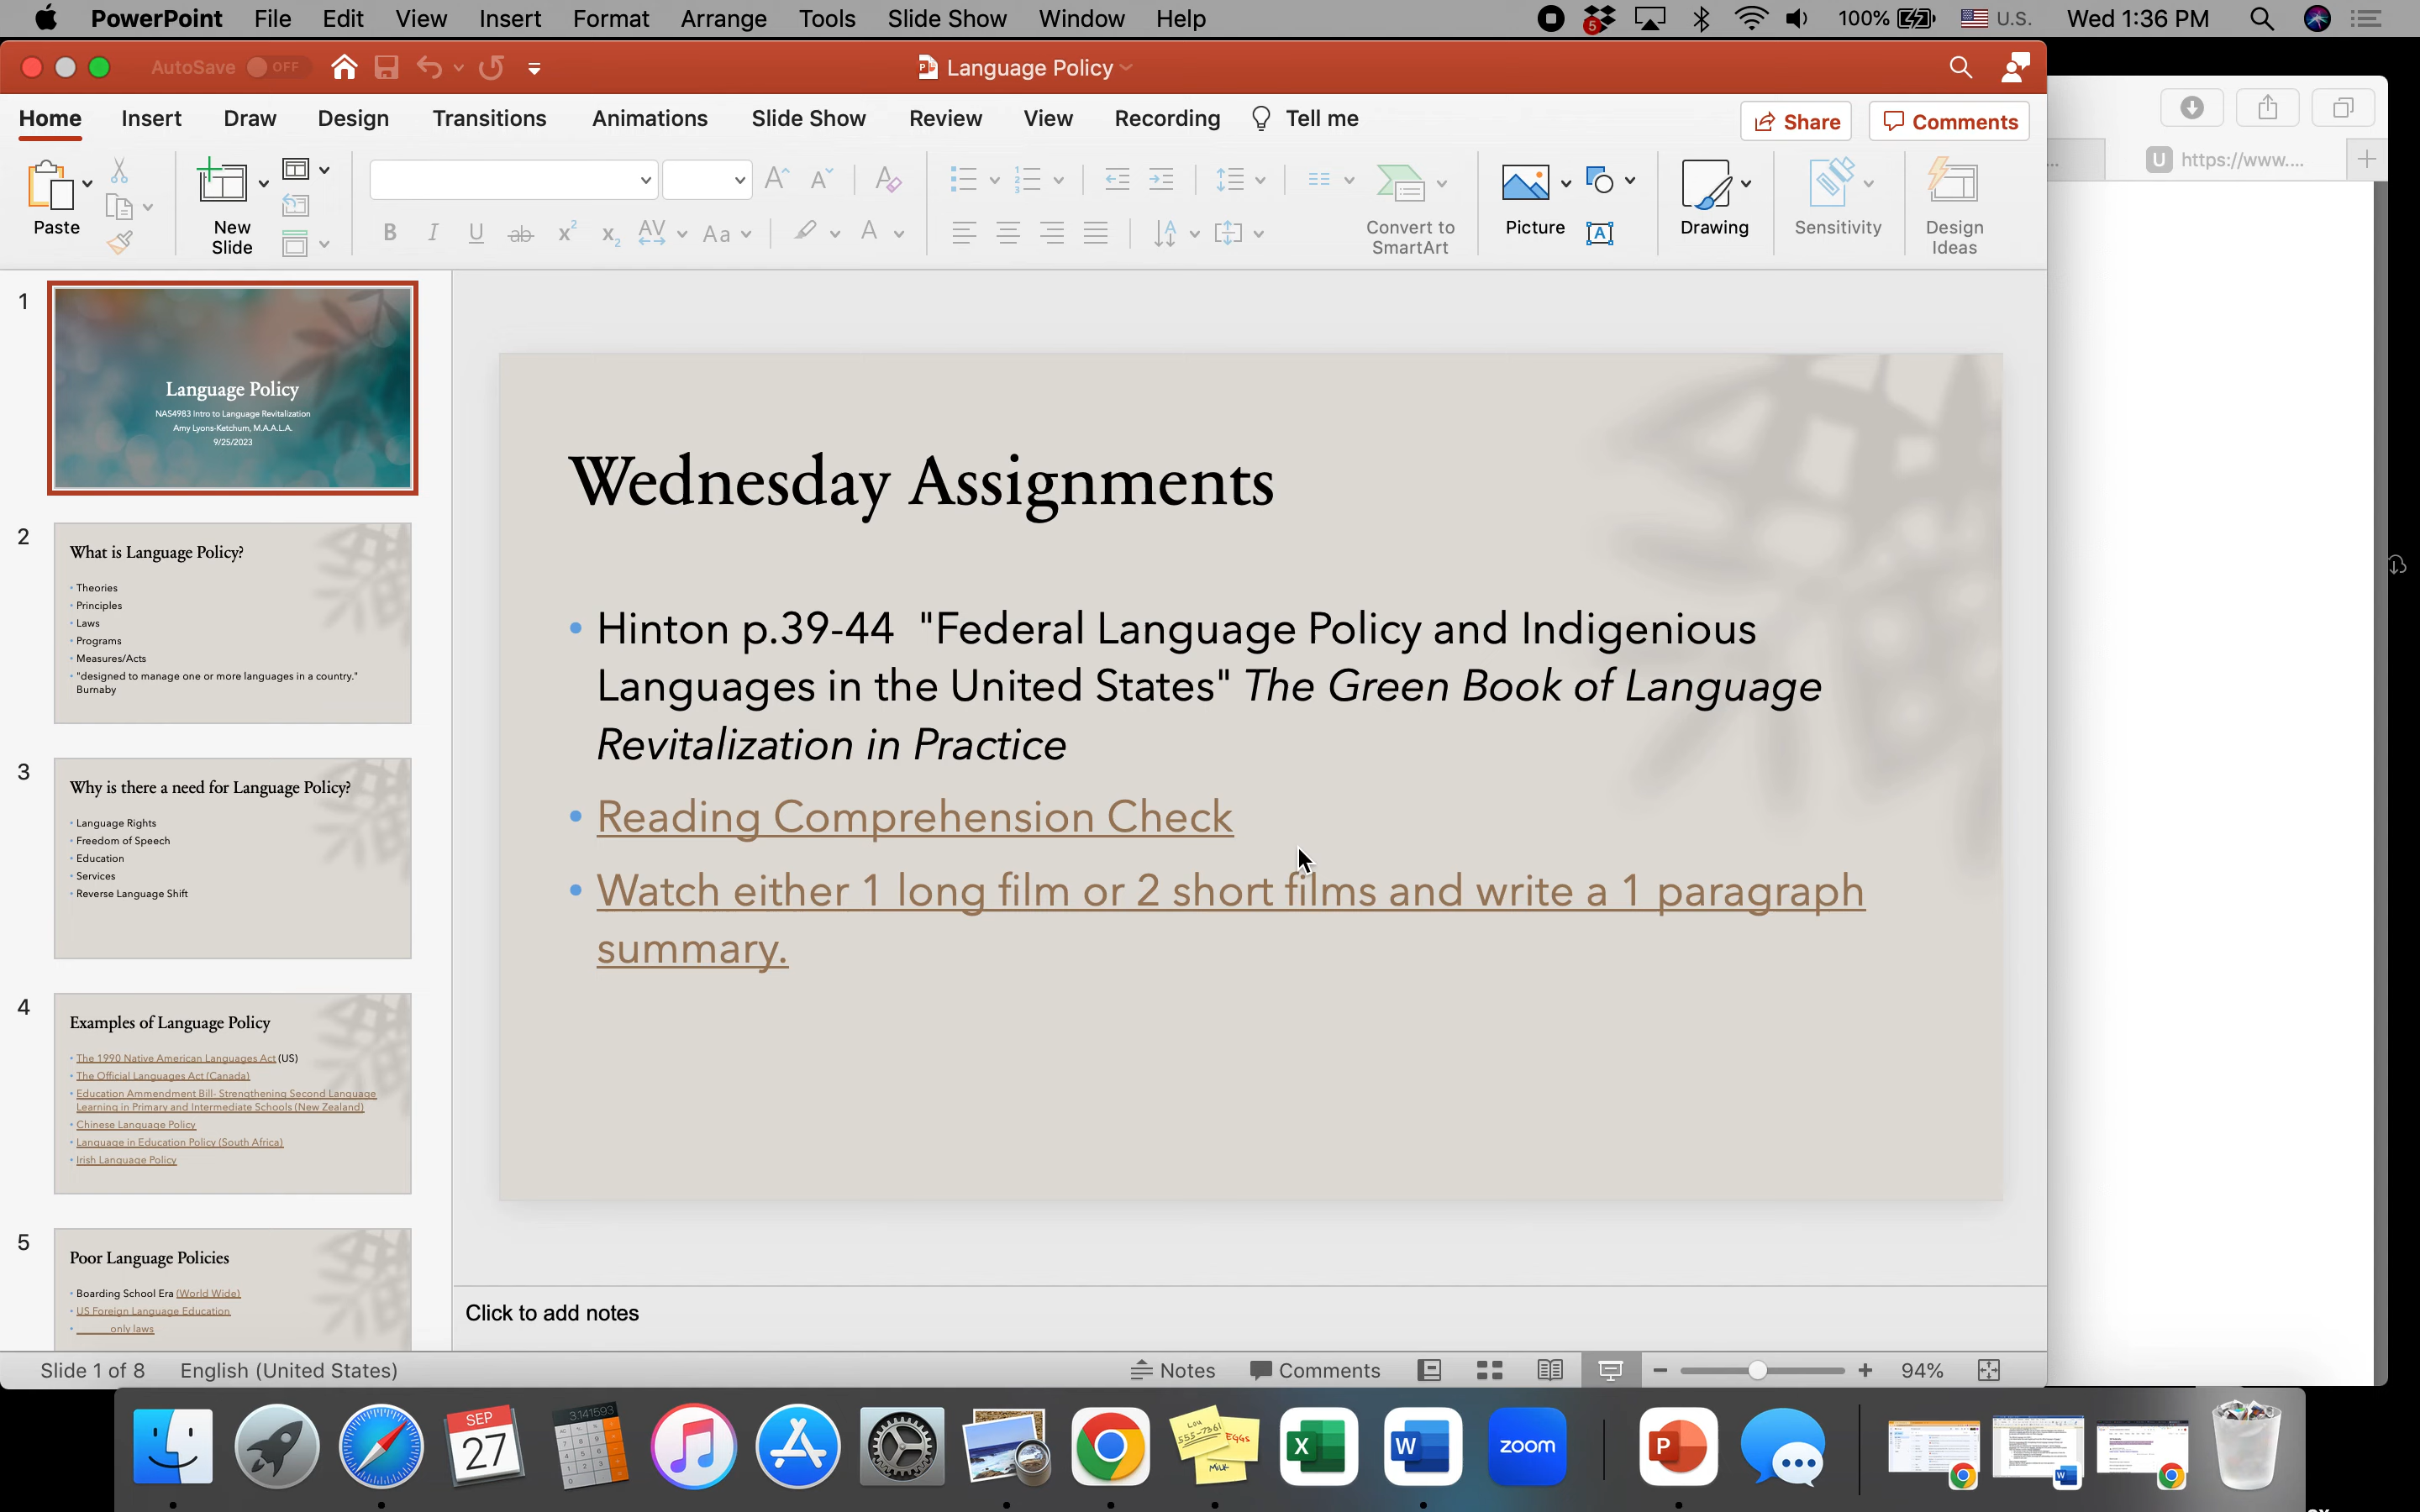 PowerPoint File Edit View Insert Format Arrange Tools Slide Show Window Help 5 100% U.S. Wed 1:36 PM
AutoSave OFF Language Policy
Home Insert Draw Design Transitions Animations Slide Show Review View Recording Tell me Share Comments
U https://www....
Paste New Slide Convert to SmartArt Picture Drawing Sensitivity Design Ideas
1
Language Policy
NAS4983 Intro to Language Revitalization
Amy Lyons-Ketchum, M.A.A.L.A.
9/25/2023
2
What is Language Policy?
• Theories
• Principles
• Laws
• Programs
• Measures/Acts
• "designed to manage one or more languages in a country."
Burnaby
3
Why is there a need for Language Policy?
• Language Rights
• Freedom of Speech
• Education
• Services
• Reverse Language Shift
4
Examples of Language Policy
• The 1990 Native American Languages Act (US)
• The Official Languages Act (Canada)
• Education Ammendment Bill- Strengthening Second Language
Learning in Primary and Intermediate Schools (New Zealand)
• Chinese Language Policy
• Language in Education Policy (South Africa)
• Irish Language Policy
5
Poor Language Policies
• Boarding School Era (World Wide)
• US Foreign Language Education
• ______only laws
Wednesday Assignments
• Hinton p.39-44 "Federal Language Policy and Indigenious
Languages in the United States" The Green Book of Language
Revitalization in Practice
• Reading Comprehension Check
• Watch either 1 long film or 2 short films and write a 1 paragraph
summary.
Click to add notes
Slide 1 of 8 English (United States) Notes Comments 94%
SEP
27
3.141593
Lou
555-7361
EGGS
MILK
X
W
zoom
P